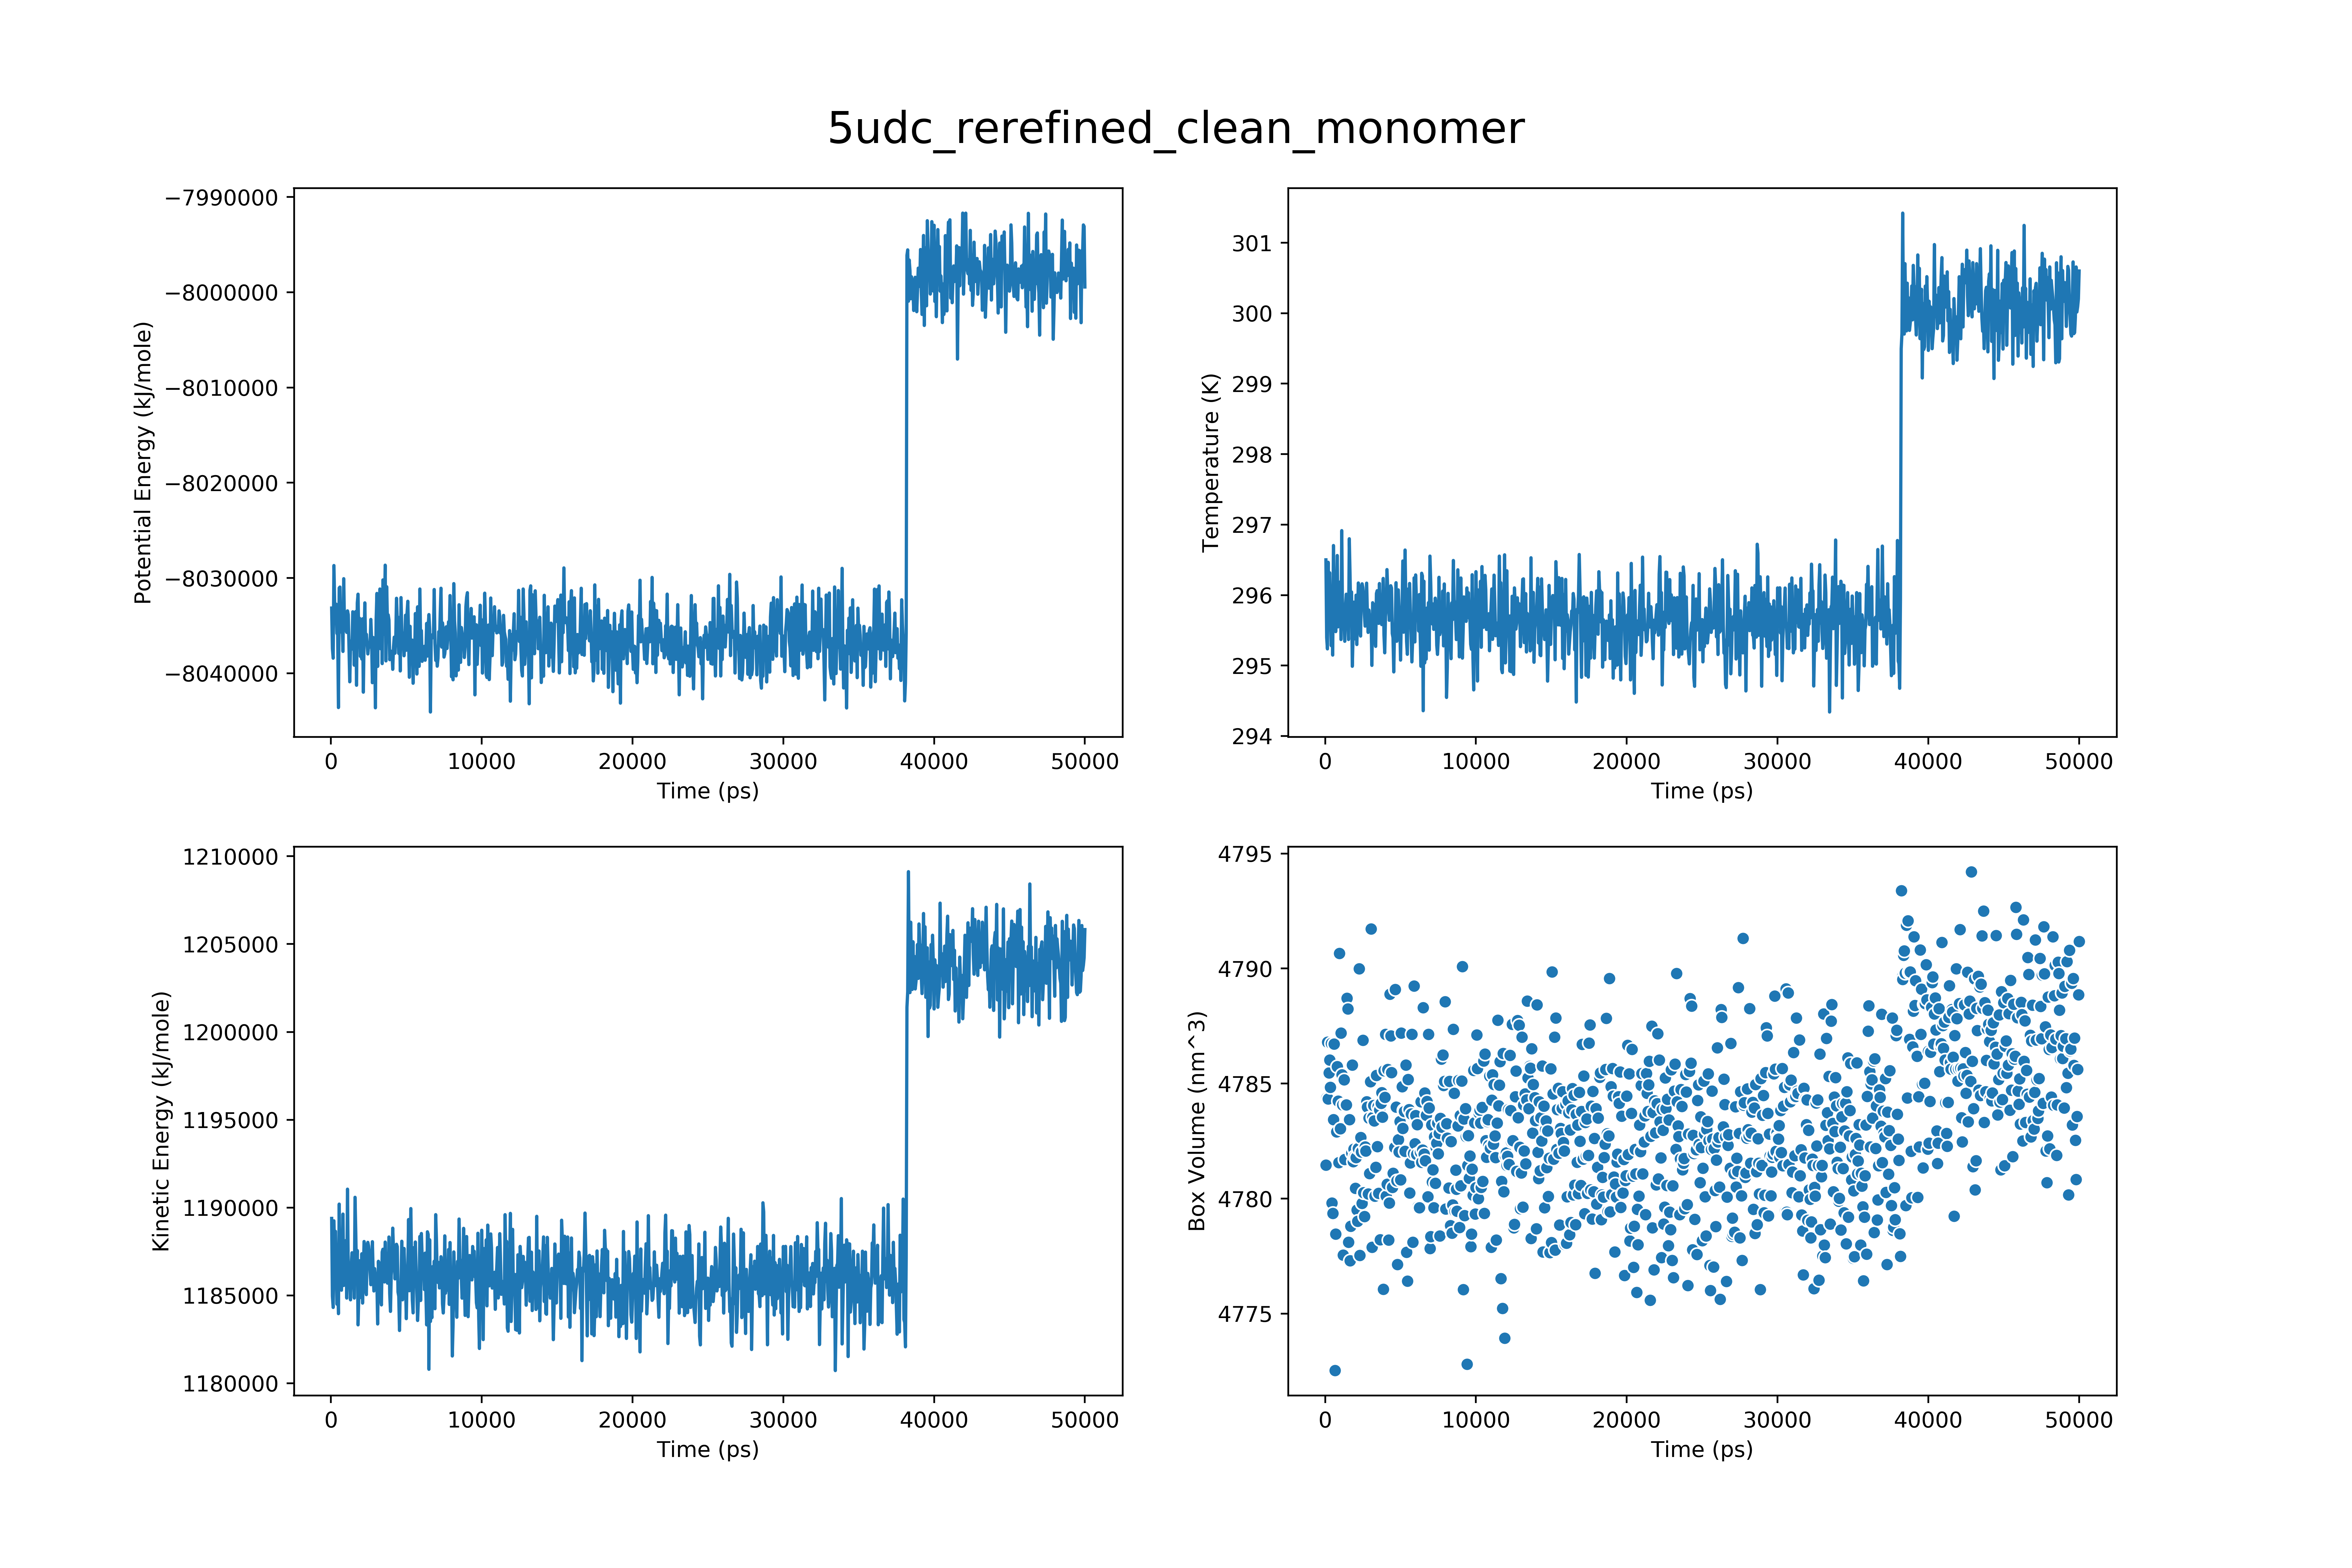 5udc_rerefined_clean_monomer
−7990000
−8000000
−8010000
−8020000
−8030000
−8040000
Potential Energy (kJ/mole)
0 10000 20000 30000 40000 50000
Time (ps)
301
300
299
298
297
296
295
294
Temperature (K)
0 10000 20000 30000 40000 50000
Time (ps)
1210000
1205000
1200000
1195000
1190000
1185000
1180000
Kinetic Energy (kJ/mole)
0 10000 20000 30000 40000 50000
Time (ps)
4795
4790
4785
4780
4775
Box Volume (nm^3)
0 10000 20000 30000 40000 50000
Time (ps)